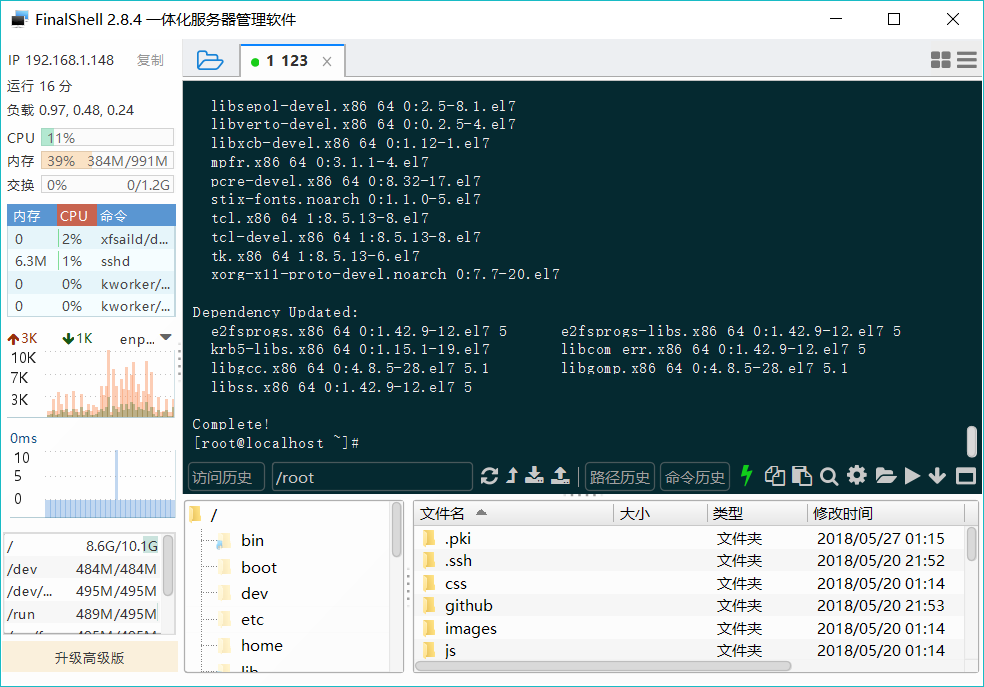 FinalShell 2.8.4 一体化服务器管理软件
IP 192.168.1.148 复制
运行 16 分
负载 0.97, 0.48, 0.24
CPU 11%
内存 39% 384M/991M
交换 0% 0/1.2G
内存 CPU 命令
0 2% xfsaild/d...
6.3M 1% sshd
0 0% kworker/...
0 0% kworker/...
3K 1K enp...
10K
7K
3K
0ms
10
5
0
/ 8.6G/10.1G
/dev 484M/484M
/dev/... 495M/495M
/run 489M/495M
升级高级版
1 123
libsepol-devel.x86 64 0:2.5-8.1.el7
libverto-devel.x86 64 0:0.2.5-4.el7
libxcb-devel.x86 64 0:1.12-1.el7
mpfr.x86 64 0:3.1.1-4.el7
pcre-devel.x86 64 0:8.32-17.el7
stix-fonts.noarch 0:1.1.0-5.el7
tcl.x86 64 1:8.5.13-8.el7
tcl-devel.x86 64 1:8.5.13-8.el7
tk.x86 64 1:8.5.13-6.el7
xorg-x11-proto-devel.noarch 0:7.7-20.el7
Dependency Updated:
e2fsprogs.x86 64 0:1.42.9-12.el7 5 e2fsprogs-libs.x86 64 0:1.42.9-12.el7 5
krb5-libs.x86 64 0:1.15.1-19.el7 libcom err.x86 64 0:1.42.9-12.el7 5
libgcc.x86 64 0:4.8.5-28.el7 5.1 libgomp.x86 64 0:4.8.5-28.el7 5.1
libss.x86 64 0:1.42.9-12.el7 5
Complete!
[root@localhost ~]#
访问历史 /root 路径历史 命令历史
/
bin
boot
dev
etc
home
lib
文件名 大小 类型 修改时间
.pki 文件夹 2018/05/27 01:15
.ssh 文件夹 2018/05/20 21:52
css 文件夹 2018/05/20 01:14
github 文件夹 2018/05/20 21:53
images 文件夹 2018/05/20 01:14
js 文件夹 2018/05/20 01:14